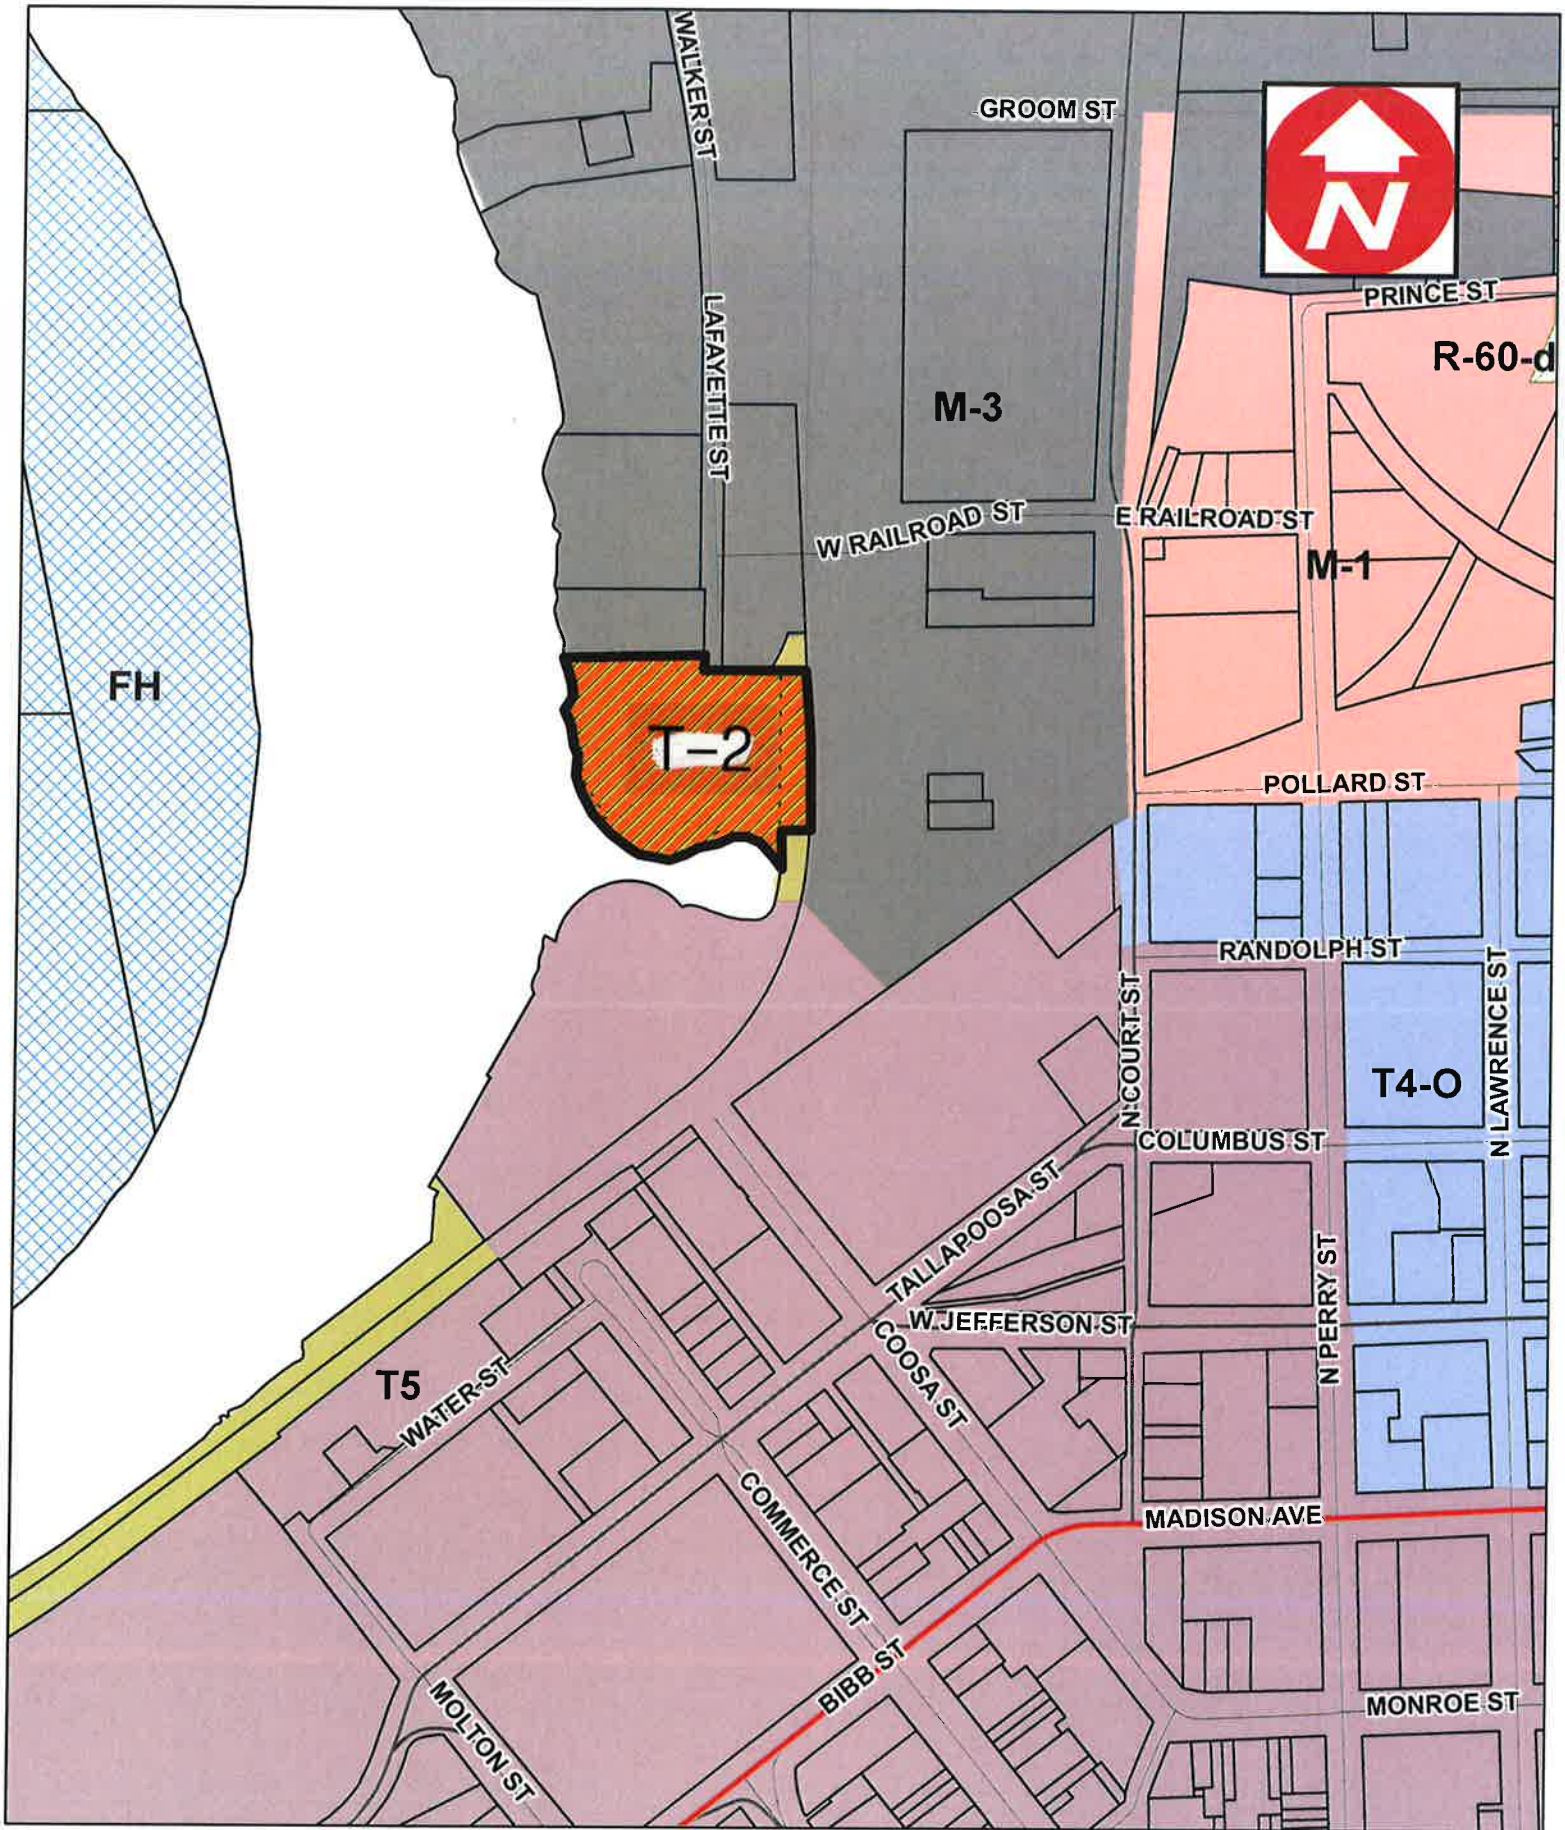 WALKER ST
GROOM ST
N
PRINCE ST
R-60-d
LAFAYETTE ST
M-3
W RAILROAD ST
E RAILROAD ST
M-1
FH
T-2
POLLARD ST
RANDOLPH ST
N COURT ST
N LAWRENCE ST
T4-O
COLUMBUS ST
TALLAPOOSA ST
N PERRY ST
W JEFFERSON ST
COOSA ST
T5
WATER ST
COMMERCE ST
MADISON AVE
BIBB ST
MOLTON ST
MONROE ST